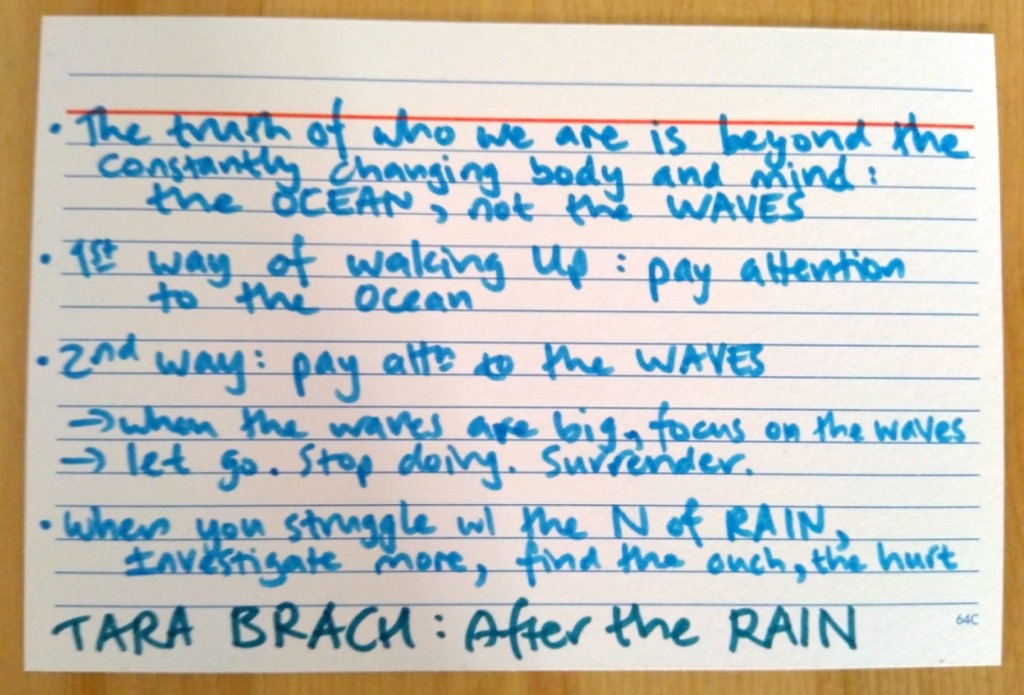 • The truth of who we are is beyond the
constantly changing body and mind:
the OCEAN, not the WAVES
• 1st way of waking Up: pay attention
to the Ocean
• 2nd way: pay attn to the WAVES
→ when the waves are big, focus on the waves
→ let go. Stop doing. Surrender.
• When you struggle w/ the N of RAIN,
Investigate more, find the ouch, the hurt
TARA BRACH: After the RAIN
64C